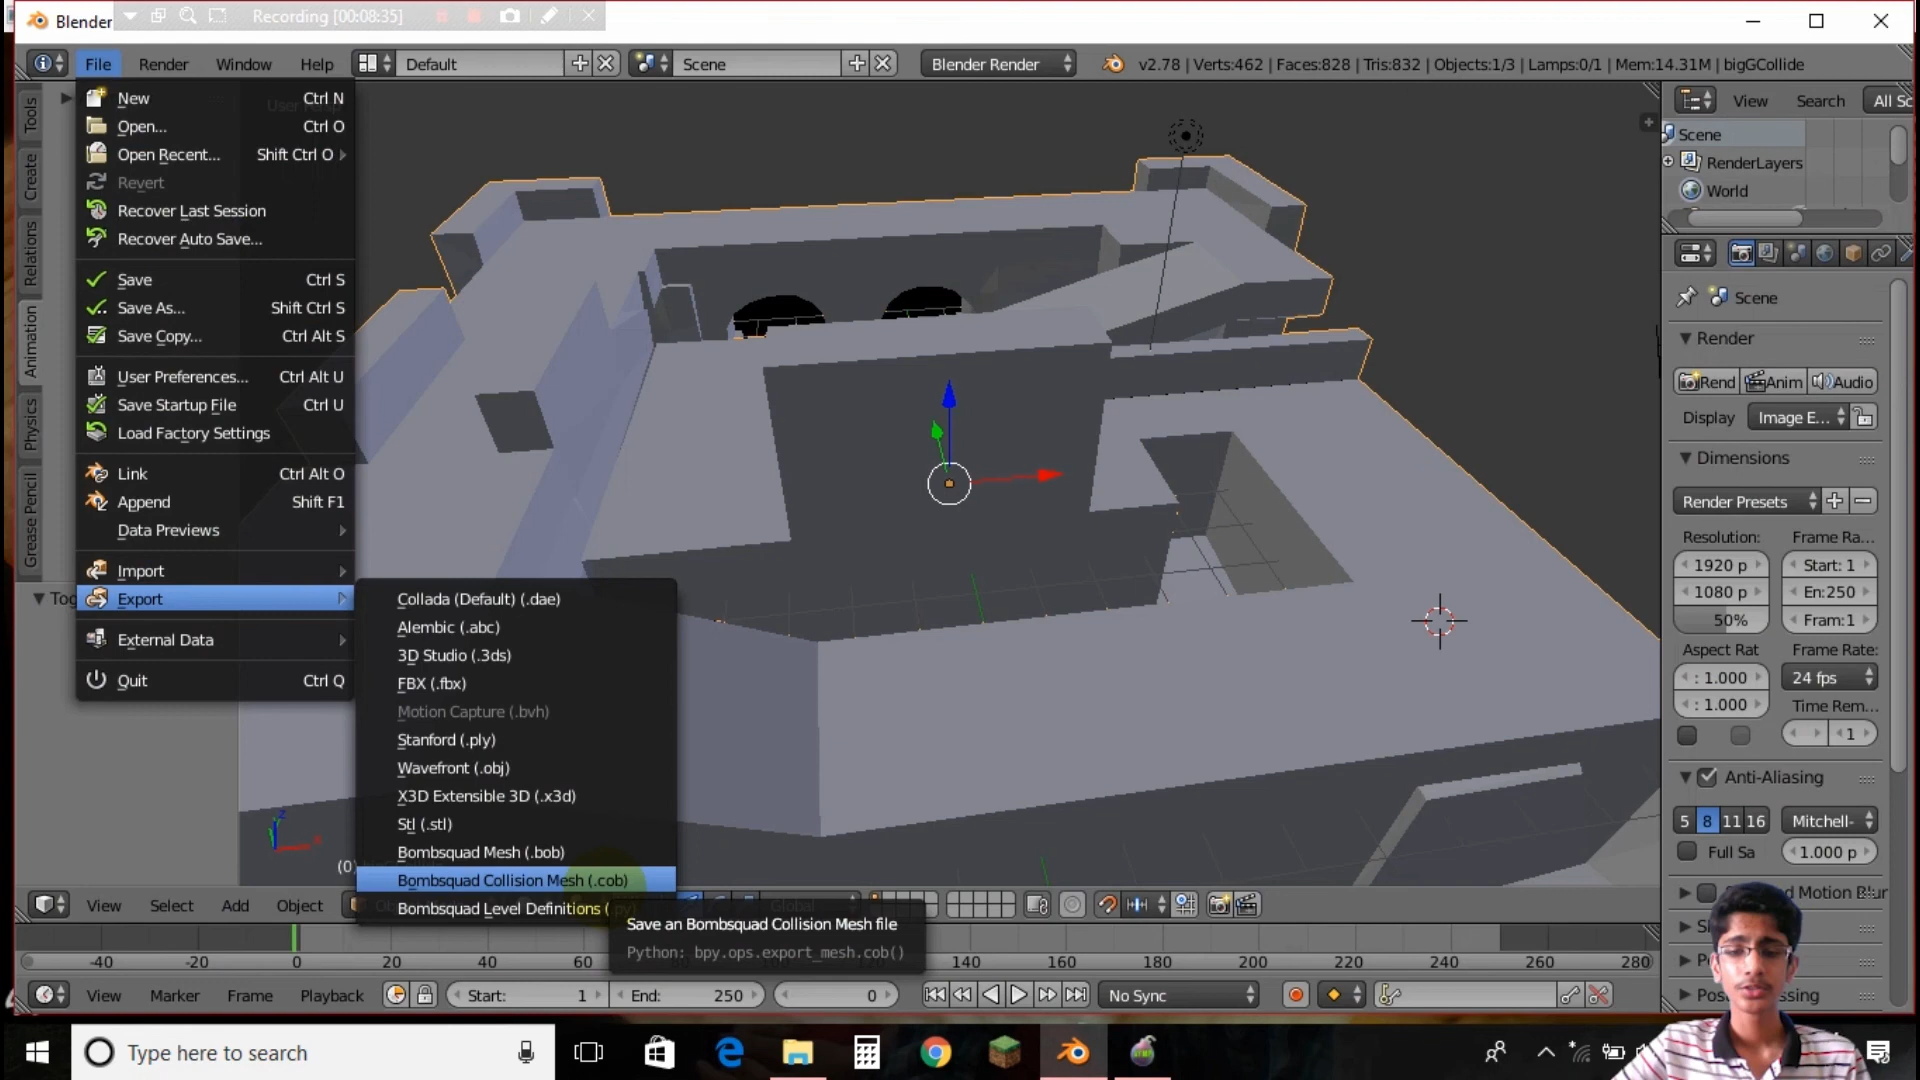 Blender
Recording [00:08:35]
File Render Window Help Default Scene Blender Render v2.78 | Verts:462 | Faces:828 | Tris:832 | Objects:1/3 | Lamps:0/1 | Mem:14.31M | bigGCollide
New Ctrl N
Open... Ctrl O
Open Recent... Shift Ctrl O
Revert
Recover Last Session
Recover Auto Save...
Save Ctrl S
Save As... Shift Ctrl S
Save Copy... Ctrl Alt S
User Preferences... Ctrl Alt U
Save Startup File Ctrl U
Load Factory Settings
Link Ctrl Alt O
Append Shift F1
Data Previews
Import
Export
External Data
Quit Ctrl Q
Tools
Create
Relations
Animation
Physics
Grease Pencil
Tog
Collada (Default) (.dae)
Alembic (.abc)
3D Studio (.3ds)
FBX (.fbx)
Motion Capture (.bvh)
Stanford (.ply)
Wavefront (.obj)
X3D Extensible 3D (.x3d)
Stl (.stl)
Bombsquad Mesh (.bob)
Bombsquad Collision Mesh (.cob)
Bombsquad Level Definitions (.py)
Save an Bombsquad Collision Mesh file
Python: bpy.ops.export_mesh.cob()
(0)
View Search All Sc
Scene
RenderLayers
World
Scene
Render
Rend Anim Audio
Display Image E...
Dimensions
Render Presets
Resolution: Frame Ra...
1920 p Start: 1
1080 p En:250
50% Fram:1
Aspect Rat Frame Rate:
: 1.000 24 fps
: 1.000 Time Rem...
1
Anti-Aliasing
5 8 11 16 Mitchell-
Full Sa 1.000 p
d Motion Blur
View Select Add Object Global
-40 -20 0 20 40 60 140 160 180 200 220 240 260 280
View Marker Frame Playback Start: 1 End: 250 0 No Sync
Type here to search